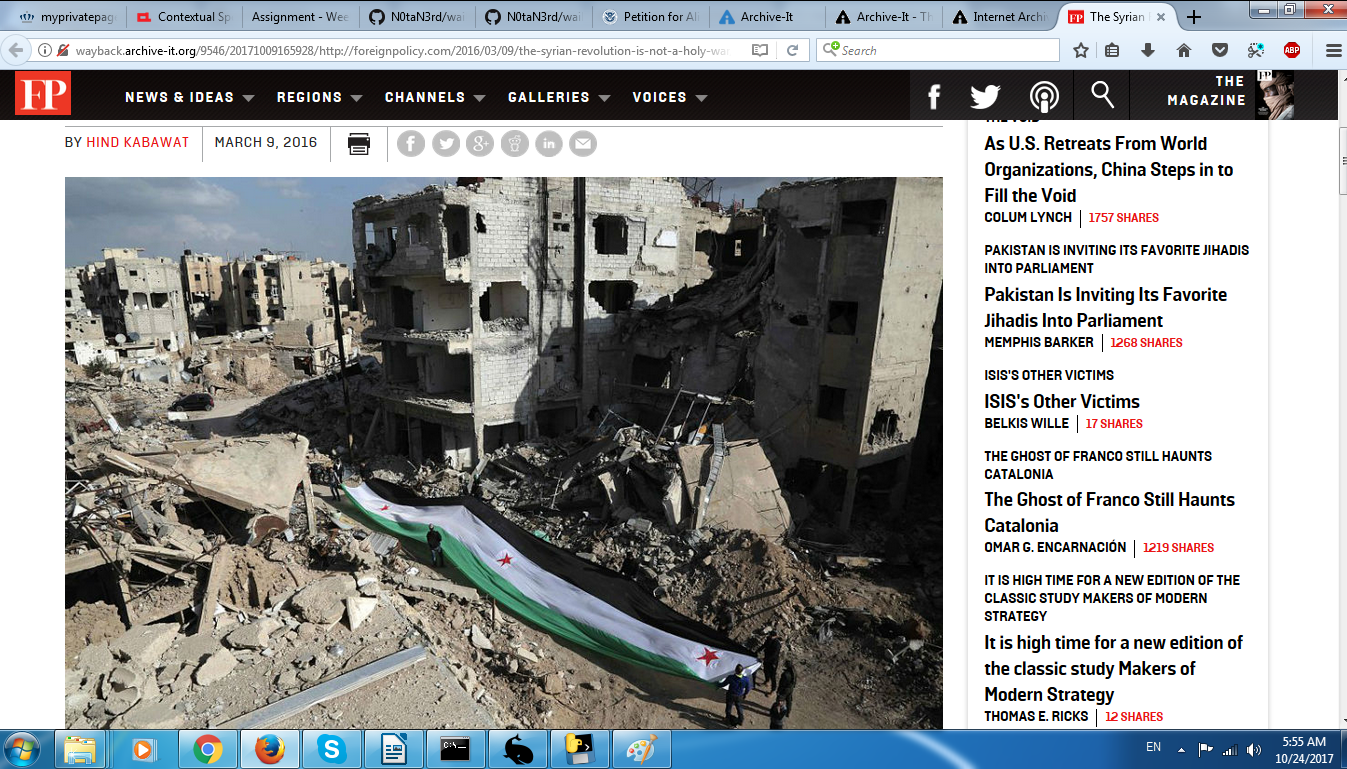 myprivatepag
Contextual Sp
Assignment - Wee
N0taN3rd/wai
N0taN3rd/wai
Petition for Ali
Archive-It
Archive-It - Th
Internet Archiv
The Syrian
wayback.archive-it.org/9546/20171009165928/http://foreignpolicy.com/2016/03/09/the-syrian-revolution-is-not-a-holy-wa
Search
ABP
FP
NEWS & IDEAS
REGIONS
CHANNELS
GALLERIES
VOICES
THE
MAGAZINE
BY HIND KABAWAT
MARCH 9, 2016
THE VOID
As U.S. Retreats From World
Organizations, China Steps in to
Fill the Void
COLUM LYNCH | 1757 SHARES
PAKISTAN IS INVITING ITS FAVORITE JIHADIS
INTO PARLIAMENT
Pakistan Is Inviting Its Favorite
Jihadis Into Parliament
MEMPHIS BARKER | 1268 SHARES
ISIS'S OTHER VICTIMS
ISIS's Other Victims
BELKIS WILLE | 17 SHARES
THE GHOST OF FRANCO STILL HAUNTS
CATALONIA
The Ghost of Franco Still Haunts
Catalonia
OMAR G. ENCARNACIÓN | 1219 SHARES
IT IS HIGH TIME FOR A NEW EDITION OF THE
CLASSIC STUDY MAKERS OF MODERN
STRATEGY
It is high time for a new edition of
the classic study Makers of
Modern Strategy
THOMAS E. RICKS | 12 SHARES
EN
5:55 AM
10/24/2017